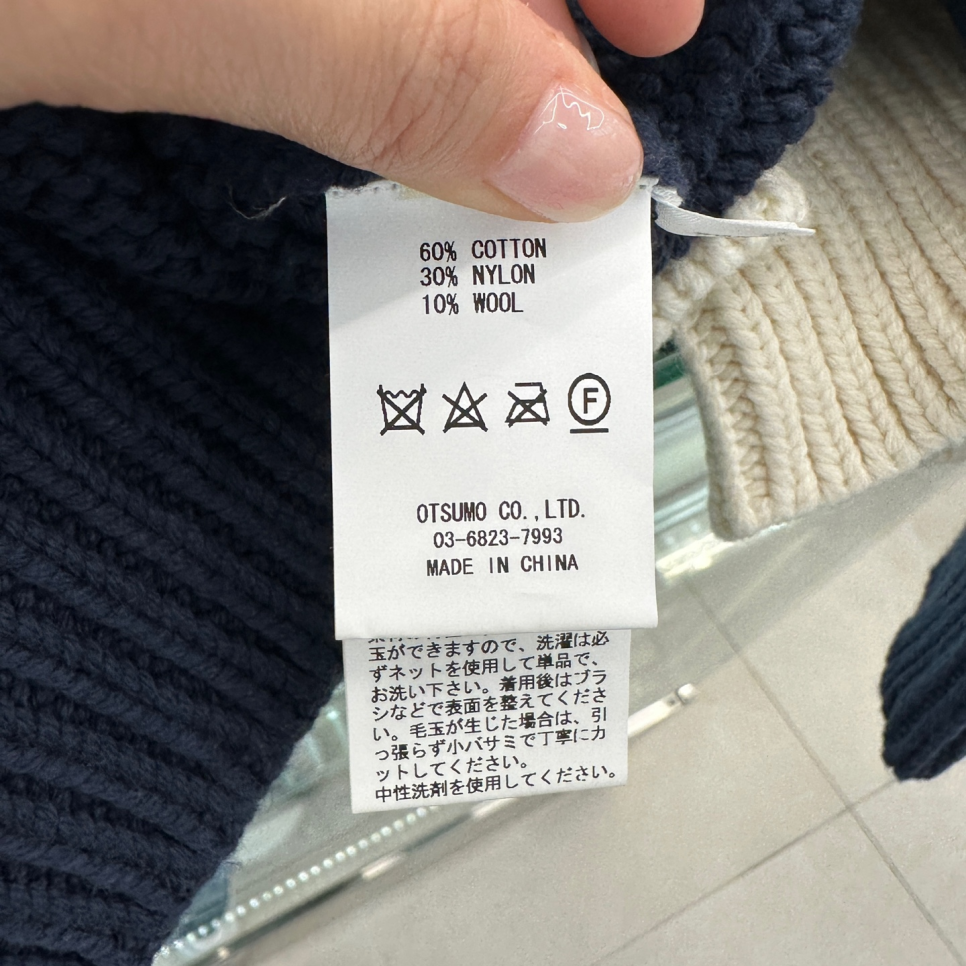 60% COTTON
30% NYLON
10% WOOL
F
OTSUMO CO.,LTD.
03-6823-7993
MADE IN CHINA
玉ができますので、洗濯は必
ずネットを使用して単品で、
お洗い下さい。着用後はブラ
シなどで表面を整えてくださ
い。毛玉が生じた場合は、引
っ張らず小バサミで丁寧にカ
ットしてください。
中性洗剤を使用してください。